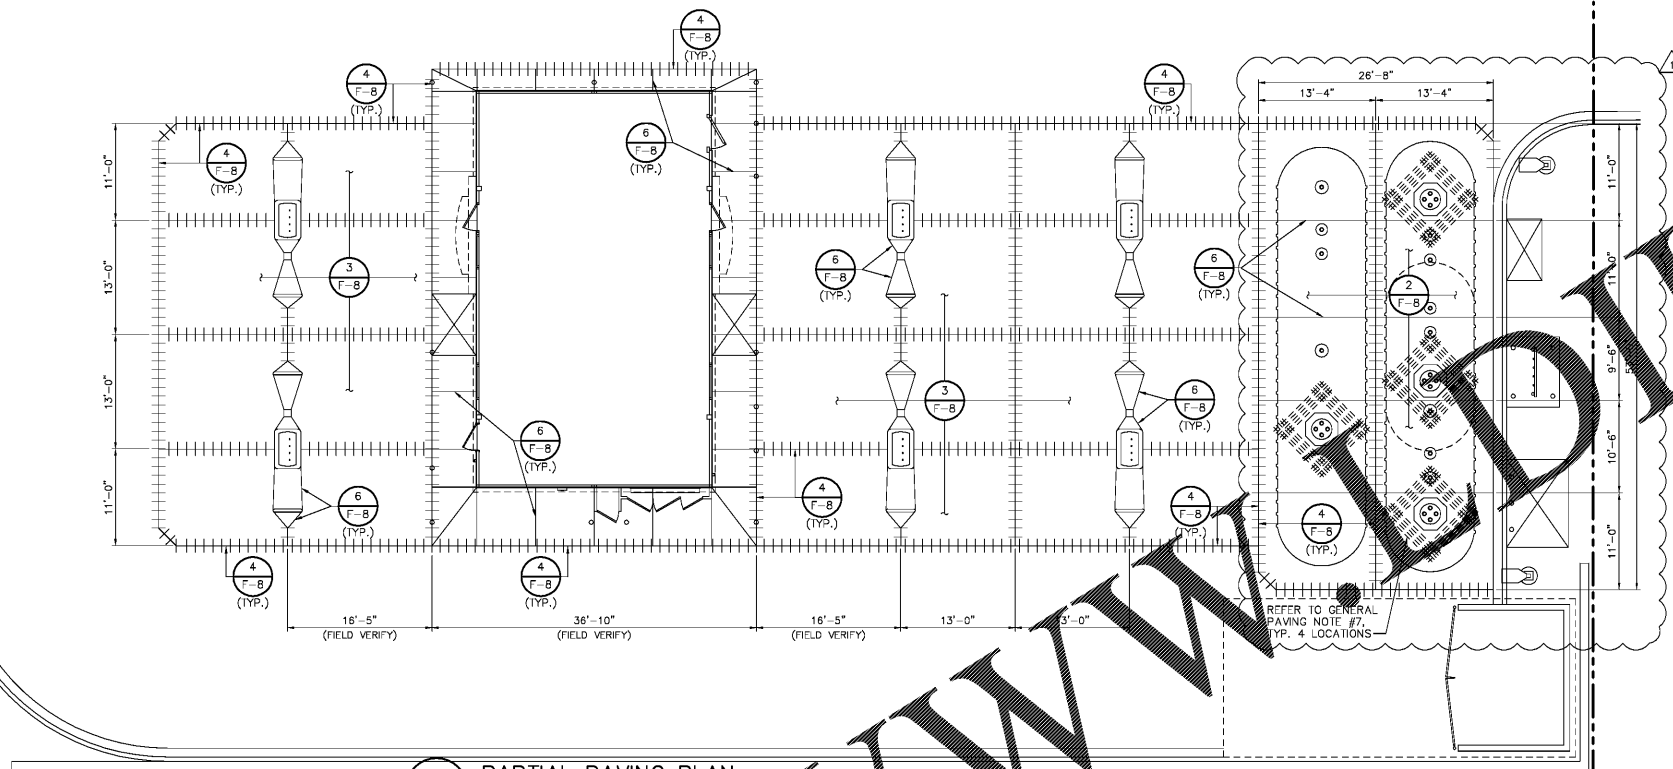 4
F-8
(TYP.)
4
F-8
(TYP.)
4
F-8
(TYP.)
26'-8"
13'-4"
13'-4"
6
F-8
(TYP.)
4
F-8
(TYP.)
11'-0"
13'-0"
13'-0"
11'-0"
3
F-8
6
F-8
(TYP.)
6
F-8
(TYP.)
2
F-8
11'-0"
9'-6"
10'-6"
11'-0"
3
F-8
6
F-8
(TYP.)
6
F-8
(TYP.)
6
F-8
(TYP.)
4
F-8
(TYP.)
4
F-8
(TYP.)
4
F-8
(TYP.)
4
F-8
(TYP.)
4
F-8
(TYP.)
16'-5"
(FIELD VERIFY)
36'-10"
(FIELD VERIFY)
16'-5"
(FIELD VERIFY)
13'-0"
13'-0"
REFER TO GENERAL
PAVING NOTE #7,
TYP. 4 LOCATIONS
PARTIAL PAVING PLAN